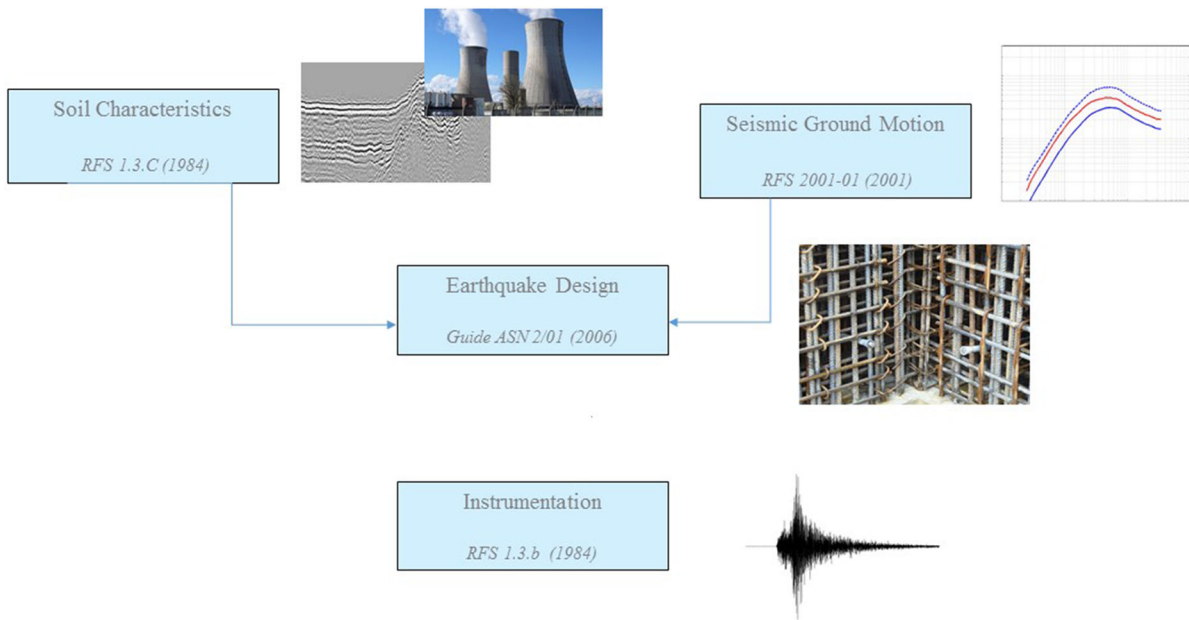 Soil Characteristics
RFS 1.3.C (1984)
Seismic Ground Motion
RFS 2001-01 (2001)
Earthquake Design
Guide ASN 2/01 (2006)
Instrumentation
RFS 1.3.b (1984)